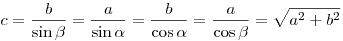 c = \frac{b}{\sin \beta} = \frac{a}{\sin \alpha} = \frac{b}{\cos \alpha} = \frac{a}{\cos \beta} = \sqrt{a^2 + b^2}